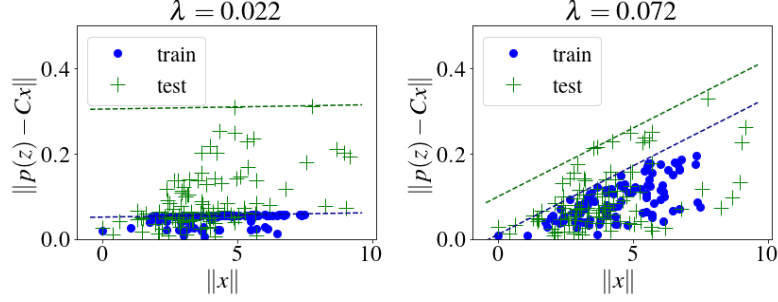 λ = 0.022
0.4
0.2
0.0
0
5
10
||p(z) − Cx||
||x||
train
test
λ = 0.072
0.4
0.2
0.0
0
5
10
||p(z) − Cx||
||x||
train
test